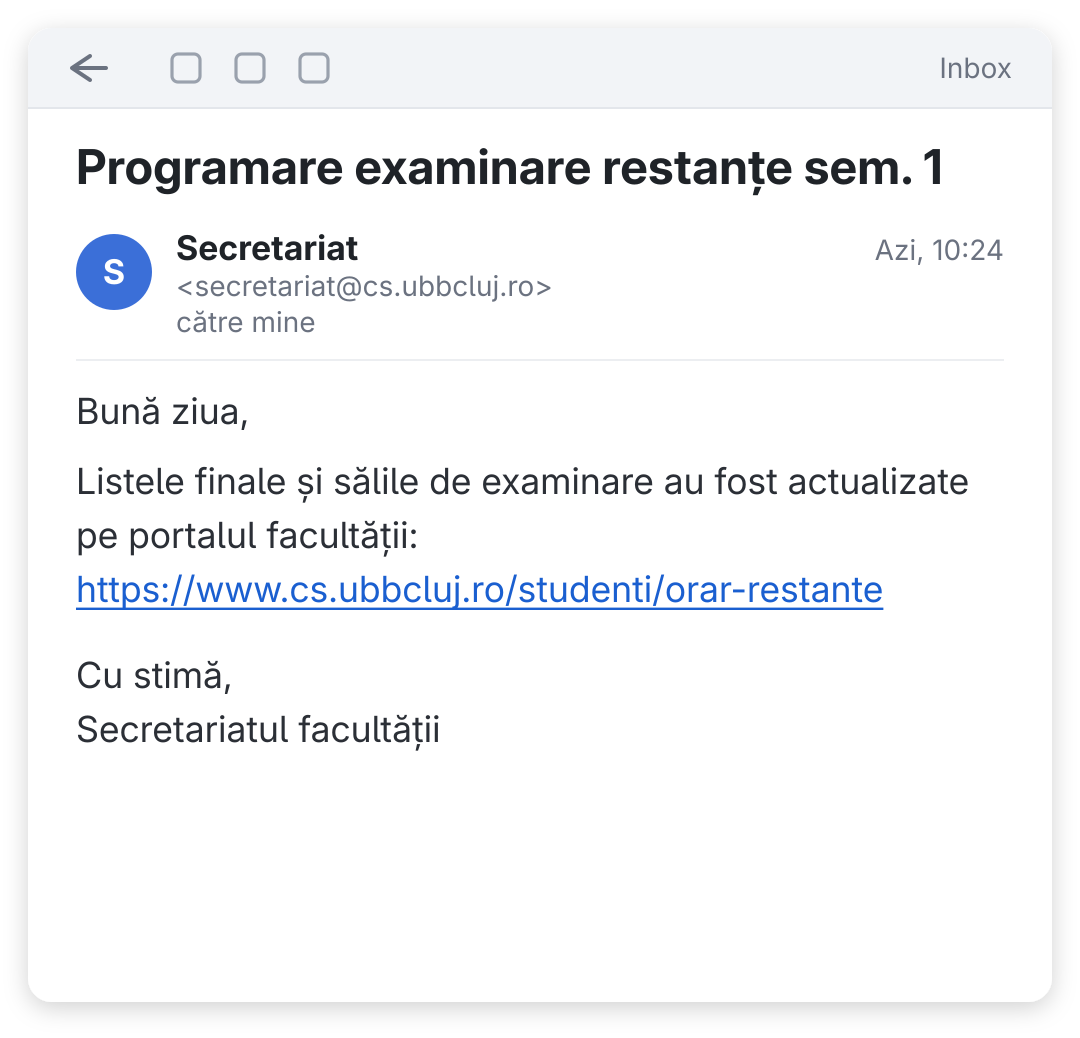 Inbox
Programare examinare restanțe sem. 1
S
Secretariat
Azi, 10:24
<secretariat@cs.ubbcluj.ro>
către mine
Bună ziua,
Listele finale și sălile de examinare au fost actualizate
pe portalul facultății:
https://www.cs.ubbcluj.ro/studenti/orar-restante
Cu stimă,
Secretariatul facultății